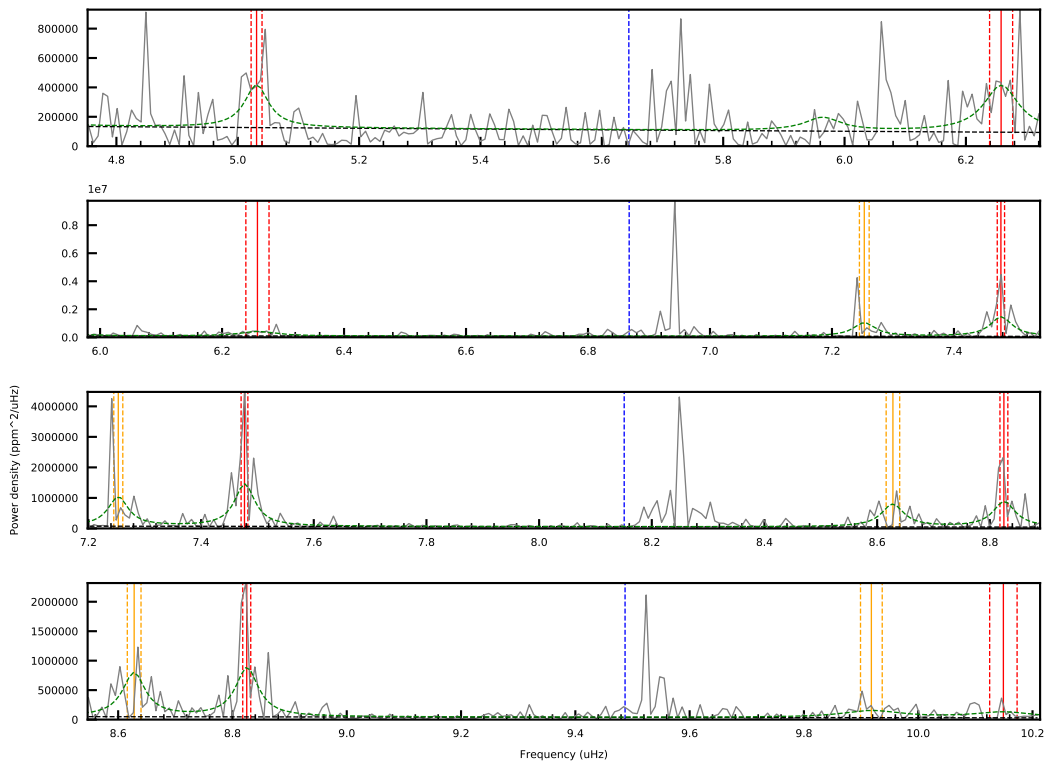 800000
600000
400000
200000
0
4.8 5.0 5.2 5.4 5.6 5.8 6.0 6.2
1e7
0.8
0.6
0.4
0.2
0.0
6.0 6.2 6.4 6.6 6.8 7.0 7.2 7.4
Power density (ppm^2/uHz)
4000000
3000000
2000000
1000000
0
7.2 7.4 7.6 7.8 8.0 8.2 8.4 8.6 8.8
2000000
1500000
1000000
500000
0
8.6 8.8 9.0 9.2 9.4 9.6 9.8 10.0 10.2
Frequency (uHz)